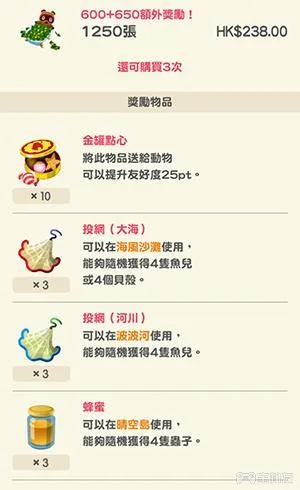 600+650額外獎勵！
1250張 HK$238.00
還可購買3次
獎勵物品
金罐點心
將此物品送給動物
可以提升友好度25pt。
×10
投網（大海）
可以在海風沙灘使用，
能夠隨機獲得4隻魚兒
或4個貝殼。
×3
投網（河川）
可以在波波河使用，
能夠隨機獲得4隻魚兒。
×3
蜂蜜
可以在晴空島使用，
能夠隨機獲得4隻蟲子。
×3